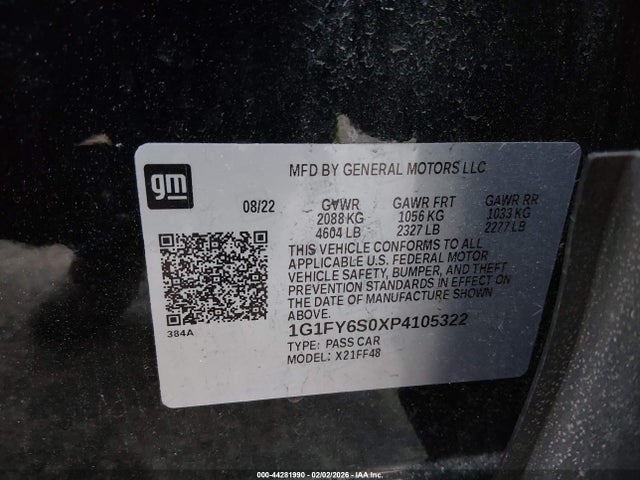 gm
MFD BY GENERAL MOTORS LLC
08/22 GVWR GAWR FRT GAWR RR
2088 KG 1056 KG 1033 KG
4604 LB 2327 LB 2277 LB
THIS VEHICLE CONFORMS TO ALL
APPLICABLE U.S. FEDERAL MOTOR
VEHICLE SAFETY, BUMPER, AND THEFT
PREVENTION STANDARDS IN EFFECT ON
THE DATE OF MANUFACTURE SHOWN
ABOVE.
384A
1G1FY6S0XP4105322
TYPE: PASS CAR
MODEL: X21FF48
000-44281990 - 02/02/2026 - IAA Inc.